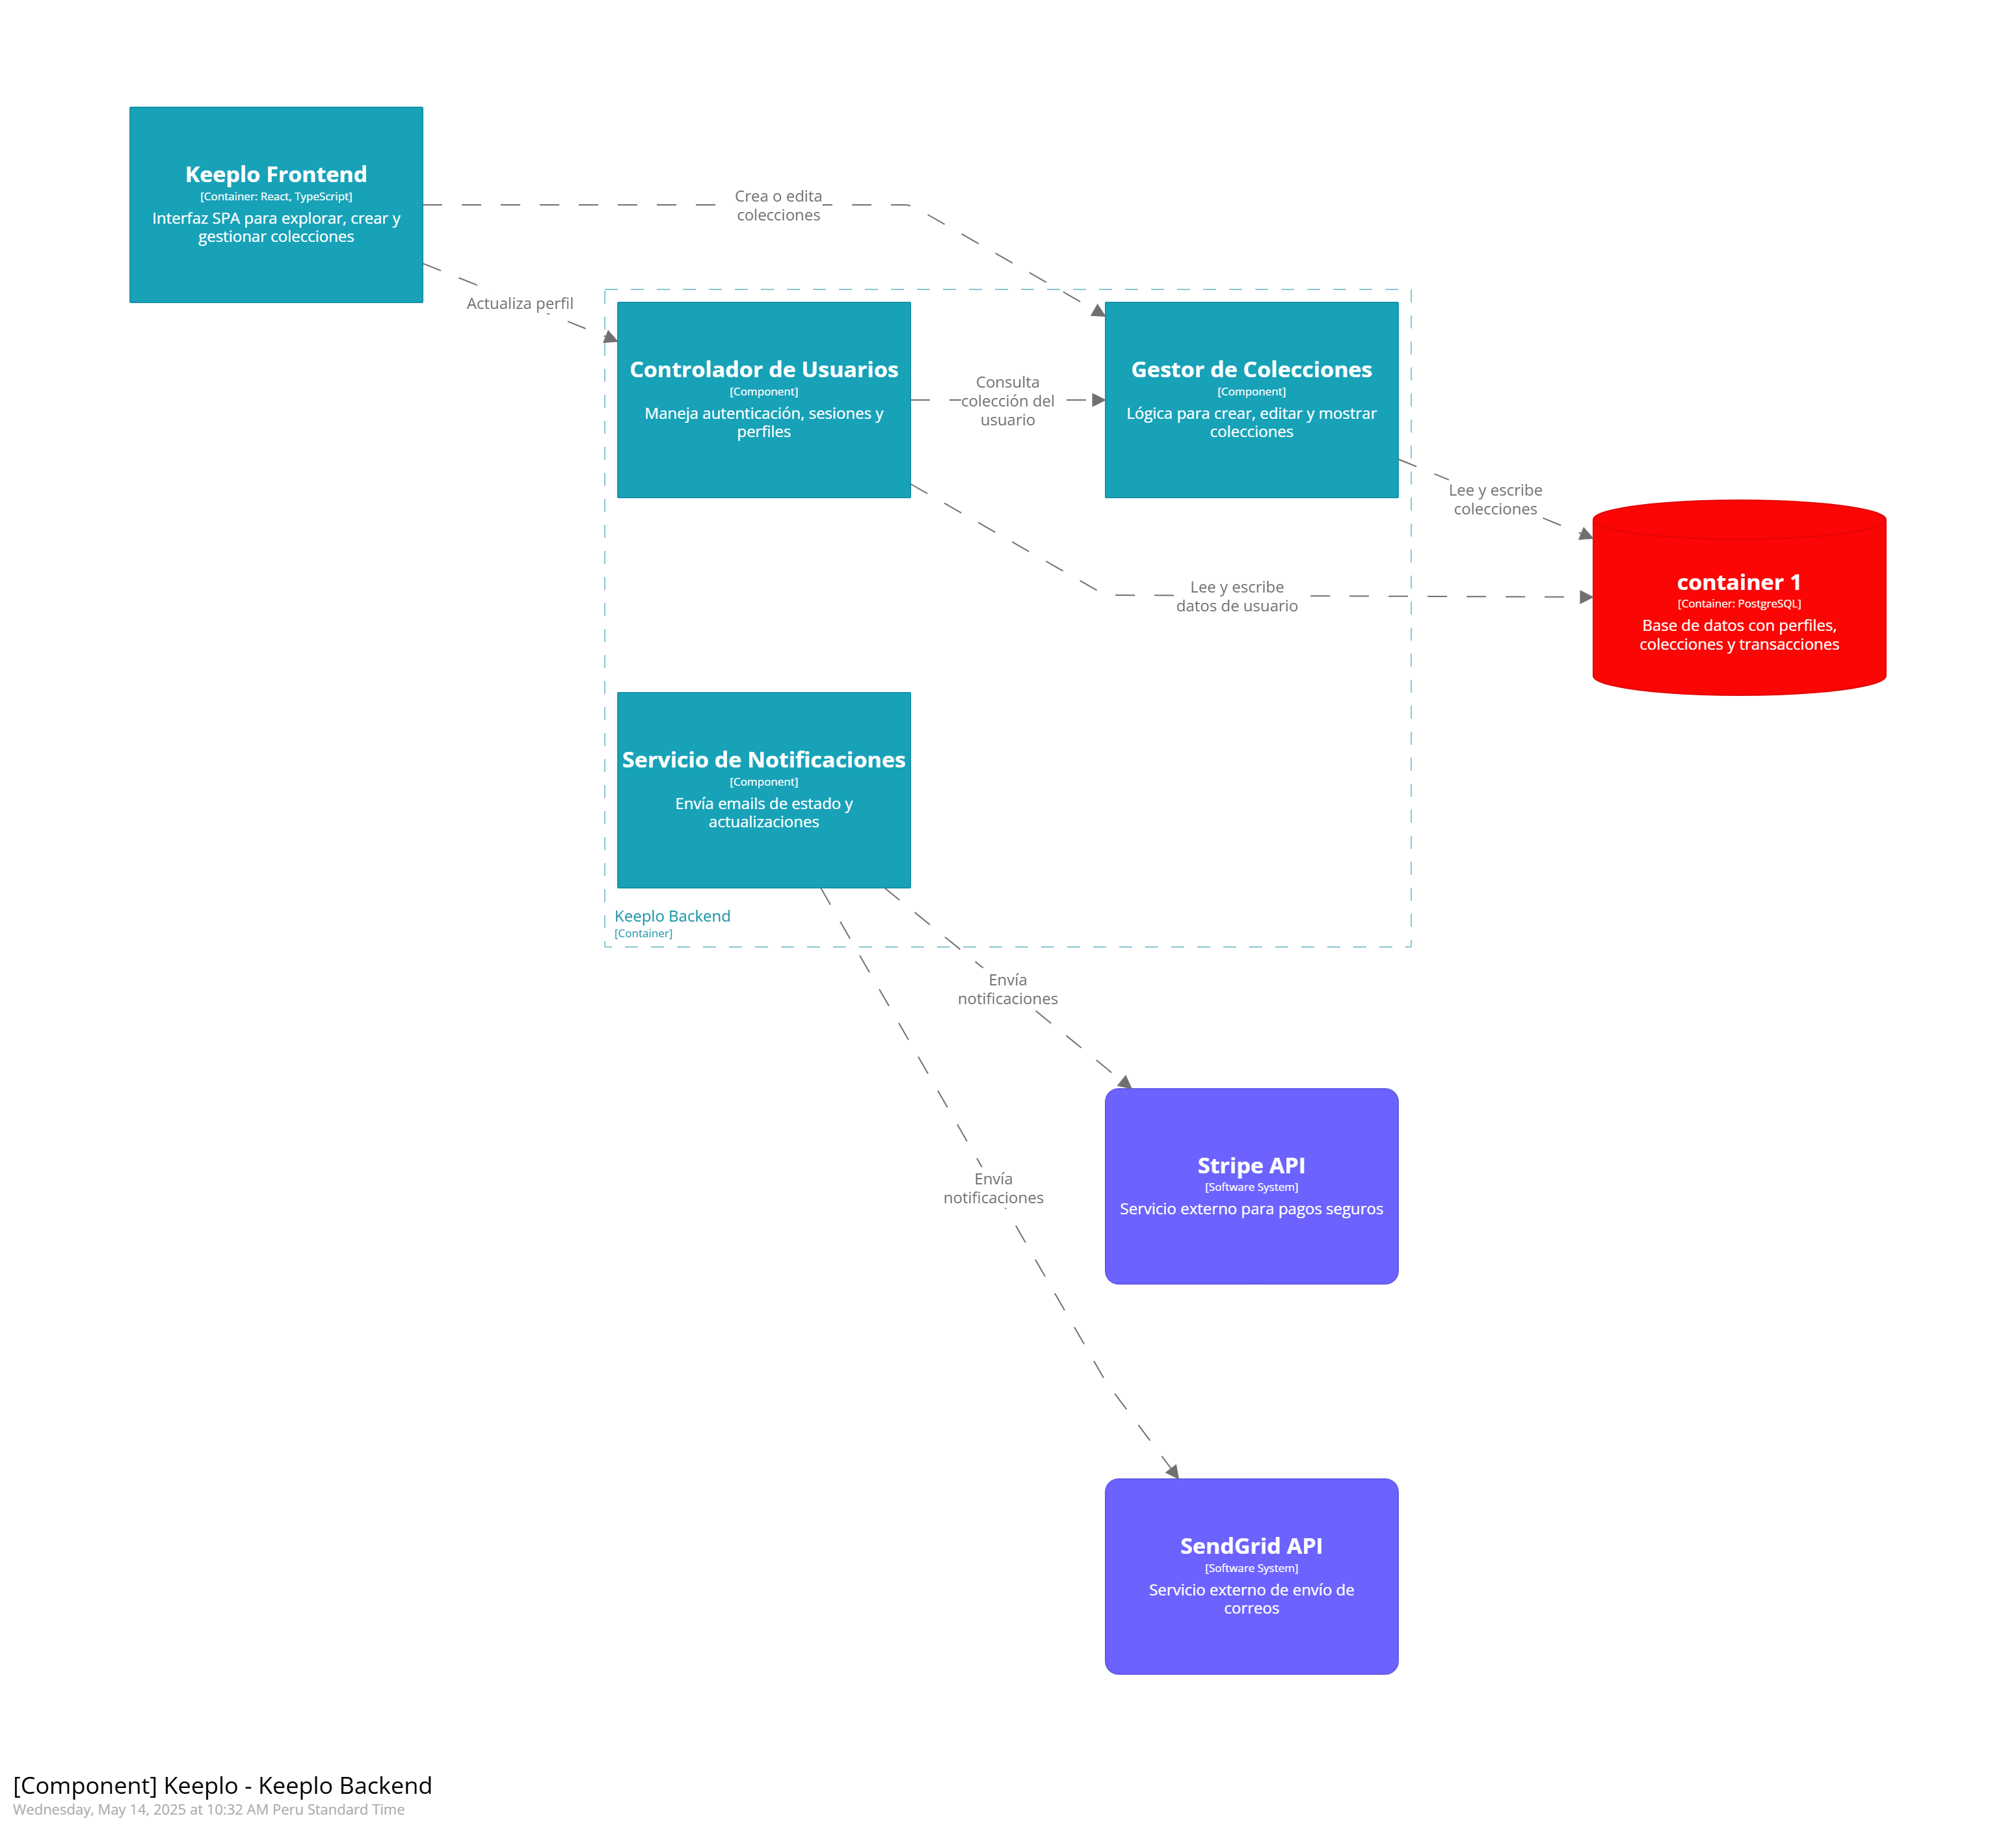 Keeplo Frontend
[Container: React, TypeScript]
Interfaz SPA para explorar, crear y
gestionar colecciones
Crea o edita
colecciones
Actualiza perfil
Controlador de Usuarios
[Component]
Maneja autenticación, sesiones y
perfiles
Consulta
colección del
usuario
Gestor de Colecciones
[Component]
Lógica para crear, editar y mostrar
colecciones
Lee y escribe
colecciones
Lee y escribe
datos de usuario
container 1
[Container: PostgreSQL]
Base de datos con perfiles,
colecciones y transacciones
Servicio de Notificaciones
[Component]
Envía emails de estado y
actualizaciones
Keeplo Backend
[Container]
Envía
notificaciones
Envía
notificaciones
Stripe API
[Software System]
Servicio externo para pagos seguros
SendGrid API
[Software System]
Servicio externo de envío de
correos
[Component] Keeplo - Keeplo Backend
Wednesday, May 14, 2025 at 10:32 AM Peru Standard Time